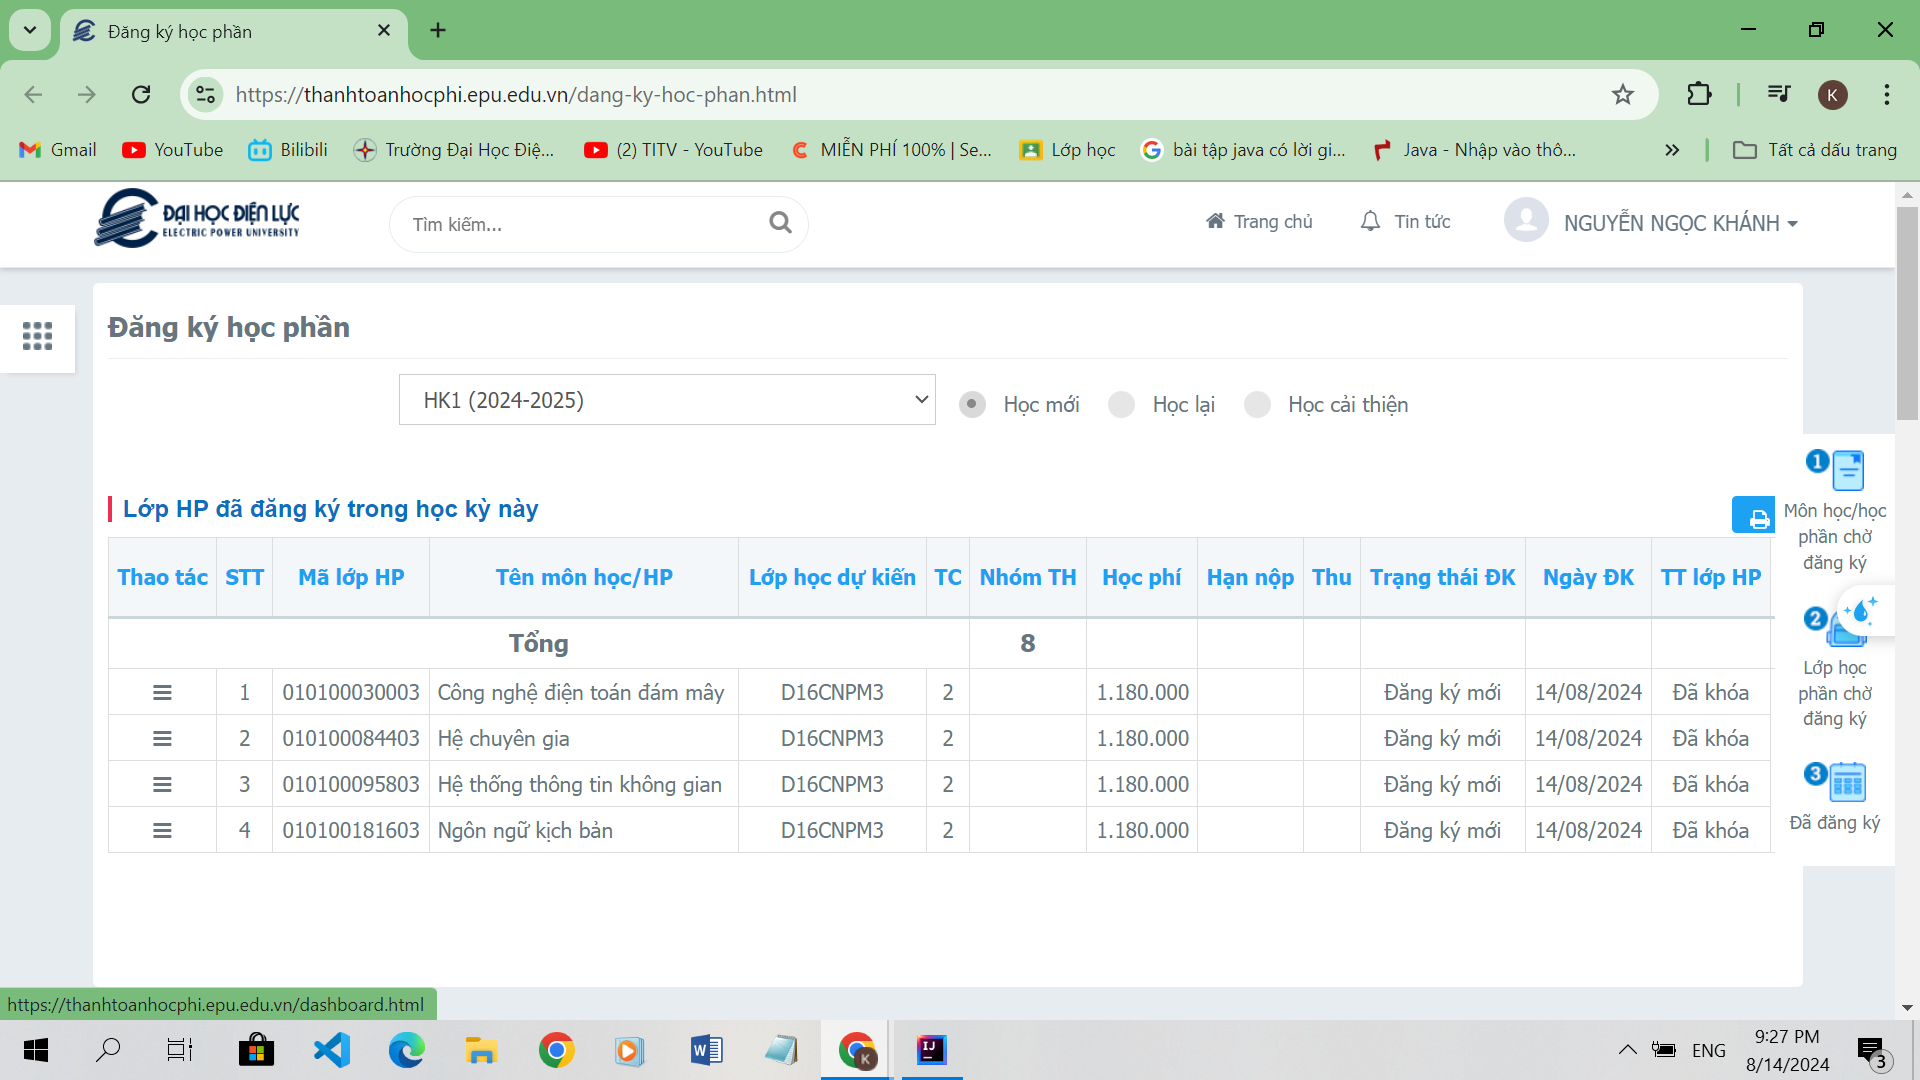 Đăng ký học phần
https://thanhtoanhocphi.epu.edu.vn/dang-ky-hoc-phan.html
K
Gmail YouTube Bilibili Trường Đại Học Điệ... (2) TITV - YouTube MIỄN PHÍ 100% | Se... Lớp học bài tập java có lời gi... Java - Nhập vào thô... Tất cả dấu trang
ĐẠI HỌC ĐIỆN LỰC
ELECTRIC POWER UNIVERSITY
Tìm kiếm...
Trang chủ
Tin tức
NGUYỄN NGỌC KHÁNH
Đăng ký học phần
HK1 (2024-2025)
Học mới Học lại Học cải thiện
Lớp HP đã đăng ký trong học kỳ này
Thao tác STT Mã lớp HP Tên môn học/HP Lớp học dự kiến TC Nhóm TH Học phí Hạn nộp Thu Trạng thái ĐK Ngày ĐK TT lớp HP
Tổng 8
1 010100030003 Công nghệ điện toán đám mây D16CNPM3 2 1.180.000 Đăng ký mới 14/08/2024 Đã khóa
2 010100084403 Hệ chuyên gia D16CNPM3 2 1.180.000 Đăng ký mới 14/08/2024 Đã khóa
3 010100095803 Hệ thống thông tin không gian D16CNPM3 2 1.180.000 Đăng ký mới 14/08/2024 Đã khóa
4 010100181603 Ngôn ngữ kịch bản D16CNPM3 2 1.180.000 Đăng ký mới 14/08/2024 Đã khóa
1
Môn học/học
phần chờ
đăng ký
2
Lớp học
phần chờ
đăng ký
3
Đã đăng ký
https://thanhtoanhocphi.epu.edu.vn/dashboard.html
W
K
IJ
ENG
9:27 PM
8/14/2024
3